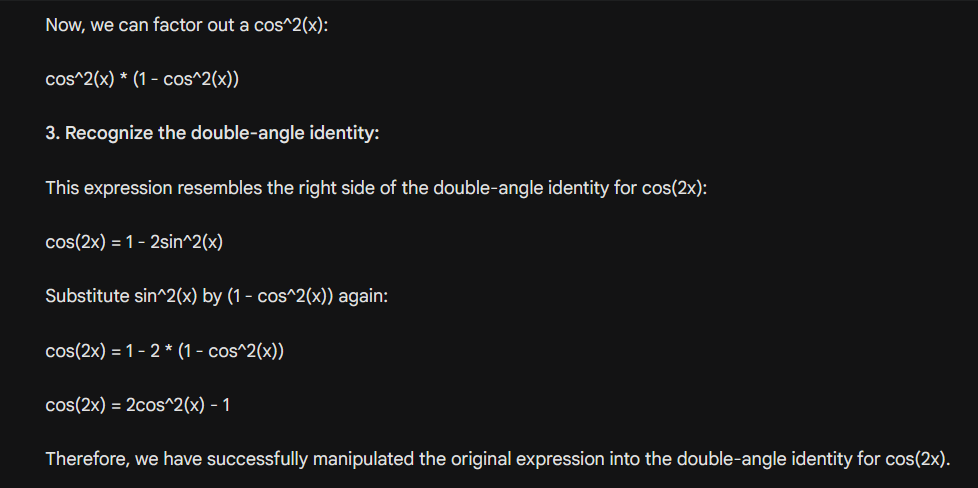 Now, we can factor out a cos^2(x):
cos^2(x) * (1 - cos^2(x))
3. Recognize the double-angle identity:
This expression resembles the right side of the double-angle identity for cos(2x):
cos(2x) = 1 - 2sin^2(x)
Substitute sin^2(x) by (1 - cos^2(x)) again:
cos(2x) = 1 - 2 * (1 - cos^2(x))
cos(2x) = 2cos^2(x) - 1
Therefore, we have successfully manipulated the original expression into the double-angle identity for cos(2x).